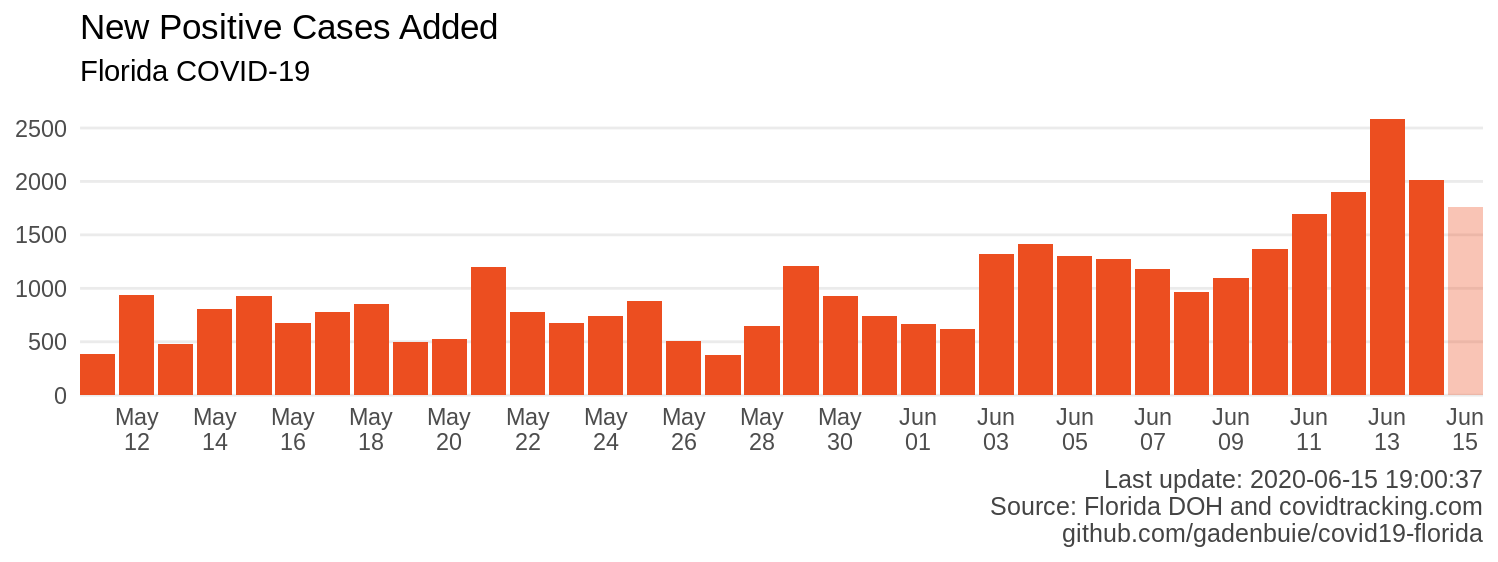 New Positive Cases Added
Florida COVID-19
2500
2000
1500
1000
500
0
May May May May May May May May May May Jun Jun Jun Jun Jun Jun Jun Jun
12 14 16 18 20 22 24 26 28 30 01 03 05 07 09 11 13 15
Last update: 2020-06-15 19:00:37
Source: Florida DOH and covidtracking.com
github.com/gadenbuie/covid19-florida